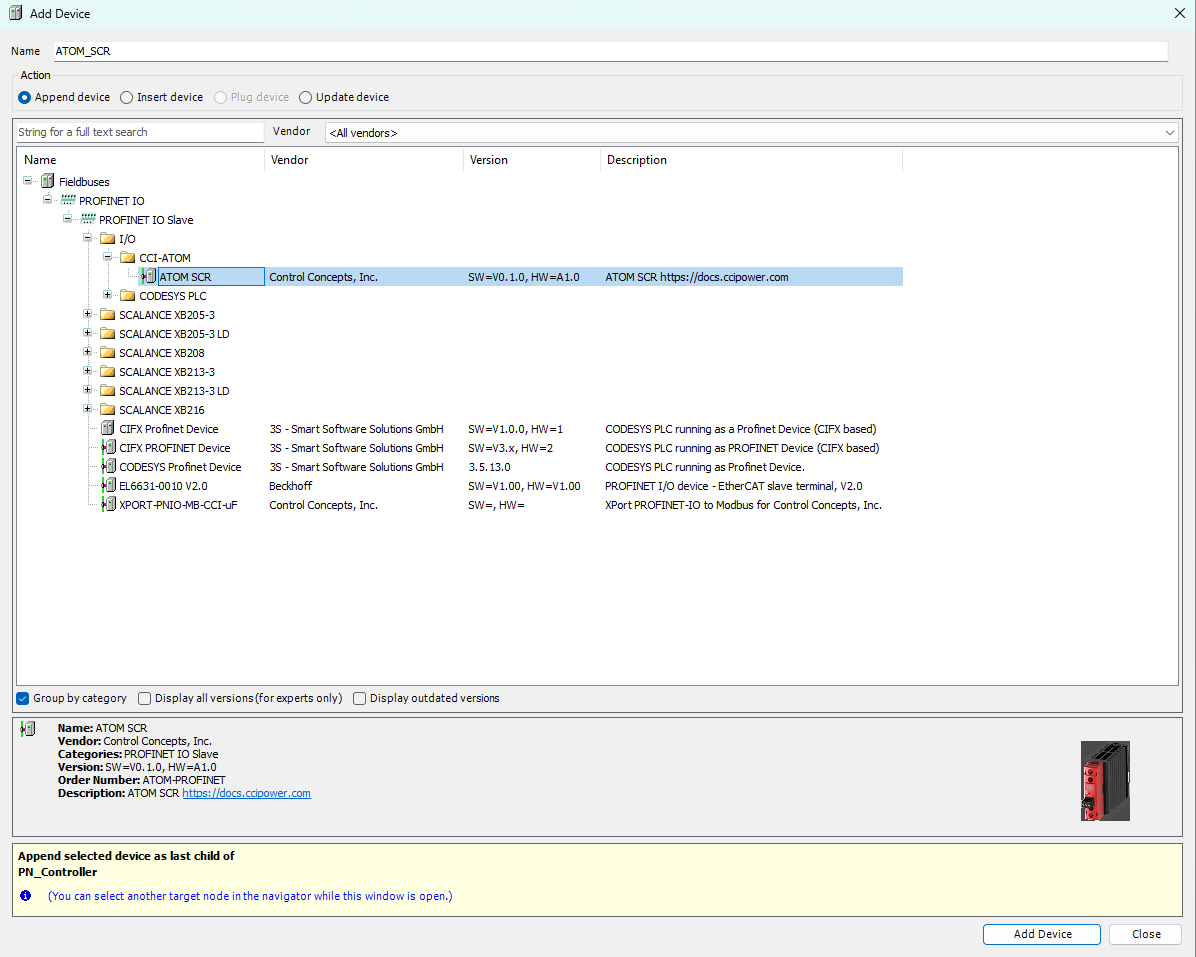 Add Device
Name ATOM_SCR
Action
Append device Insert device Plug device Update device
String for a full text search Vendor <All vendors>
Name Vendor Version Description
Fieldbuses
PROFINET IO
PROFINET IO Slave
I/O
CCI-ATOM
ATOM SCR Control Concepts, Inc. SW=V0.1.0, HW=A1.0 ATOM SCR https://docs.ccipower.com
CODESYS PLC
SCALANCE XB205-3
SCALANCE XB205-3 LD
SCALANCE XB208
SCALANCE XB213-3
SCALANCE XB213-3 LD
SCALANCE XB216
CIFX Profinet Device 3S - Smart Software Solutions GmbH SW=V1.0.0, HW=1 CODESYS PLC running as a Profinet Device (CIFX based)
CIFX PROFINET Device 3S - Smart Software Solutions GmbH SW=V3.x, HW=2 CODESYS PLC running as PROFINET Device (CIFX based)
CODESYS Profinet Device 3S - Smart Software Solutions GmbH 3.5.13.0 CODESYS PLC running as Profinet Device.
EL6631-0010 V2.0 Beckhoff SW=V1.00, HW=V1.00 PROFINET I/O device - EtherCAT slave terminal, V2.0
XPORT-PNIO-MB-CCI-uF Control Concepts, Inc. SW=, HW= XPort PROFINET-IO to Modbus for Control Concepts, Inc.
Group by category Display all versions (for experts only) Display outdated versions
Name: ATOM SCR
Vendor: Control Concepts, Inc.
Categories: PROFINET IO Slave
Version: SW=V0.1.0, HW=A1.0
Order Number: ATOM-PROFINET
Description: ATOM SCR https://docs.ccipower.com
Append selected device as last child of
PN_Controller
(You can select another target node in the navigator while this window is open.)
Add Device Close